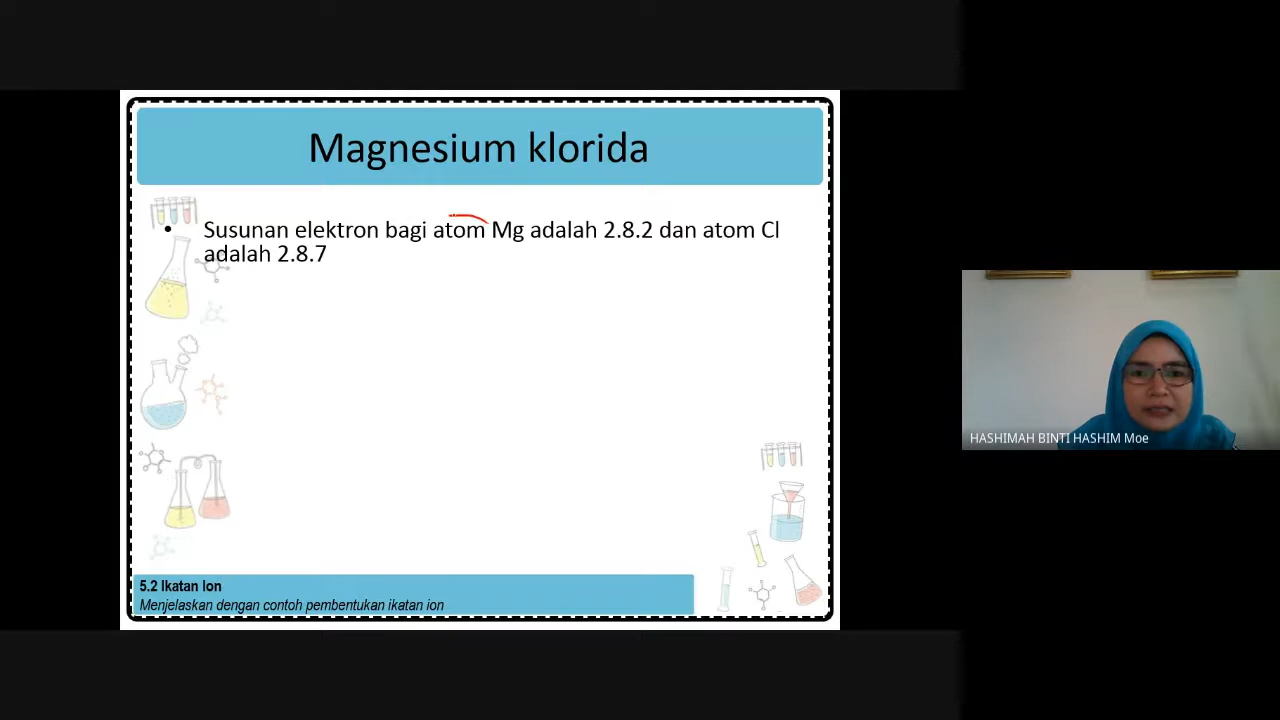 Magnesium klorida
• Susunan elektron bagi atom Mg adalah 2.8.2 dan atom Cl
adalah 2.8.7
5.2 Ikatan Ion
Menjelaskan dengan contoh pembentukan ikatan ion
HASHIMAH BINTI HASHIM Moe